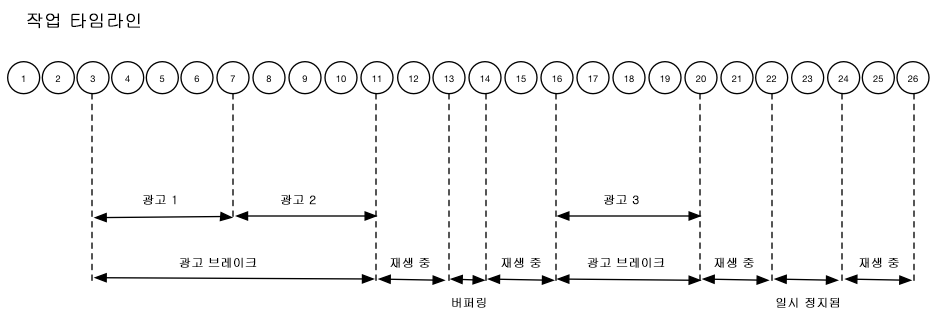 작업 타임라인
1 2 3 4 5 6 7 8 9 10 11 12 13 14 15 16 17 18 19 20 21 22 23 24 25 26
광고 1 광고 2 광고 3
광고 브레이크 재생 중 재생 중 광고 브레이크 재생 중 재생 중
버퍼링 일시 정지됨